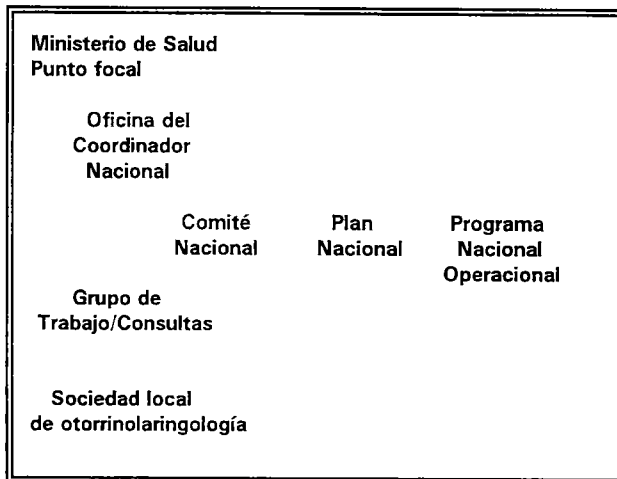 Ministerio de Salud
Punto focal
Oficina del
Coordinador
Nacional
Comité
Nacional
Plan
Nacional
Programa
Nacional
Operacional
Grupo de
Trabajo/Consultas
Sociedad local
de otorrinolaringología